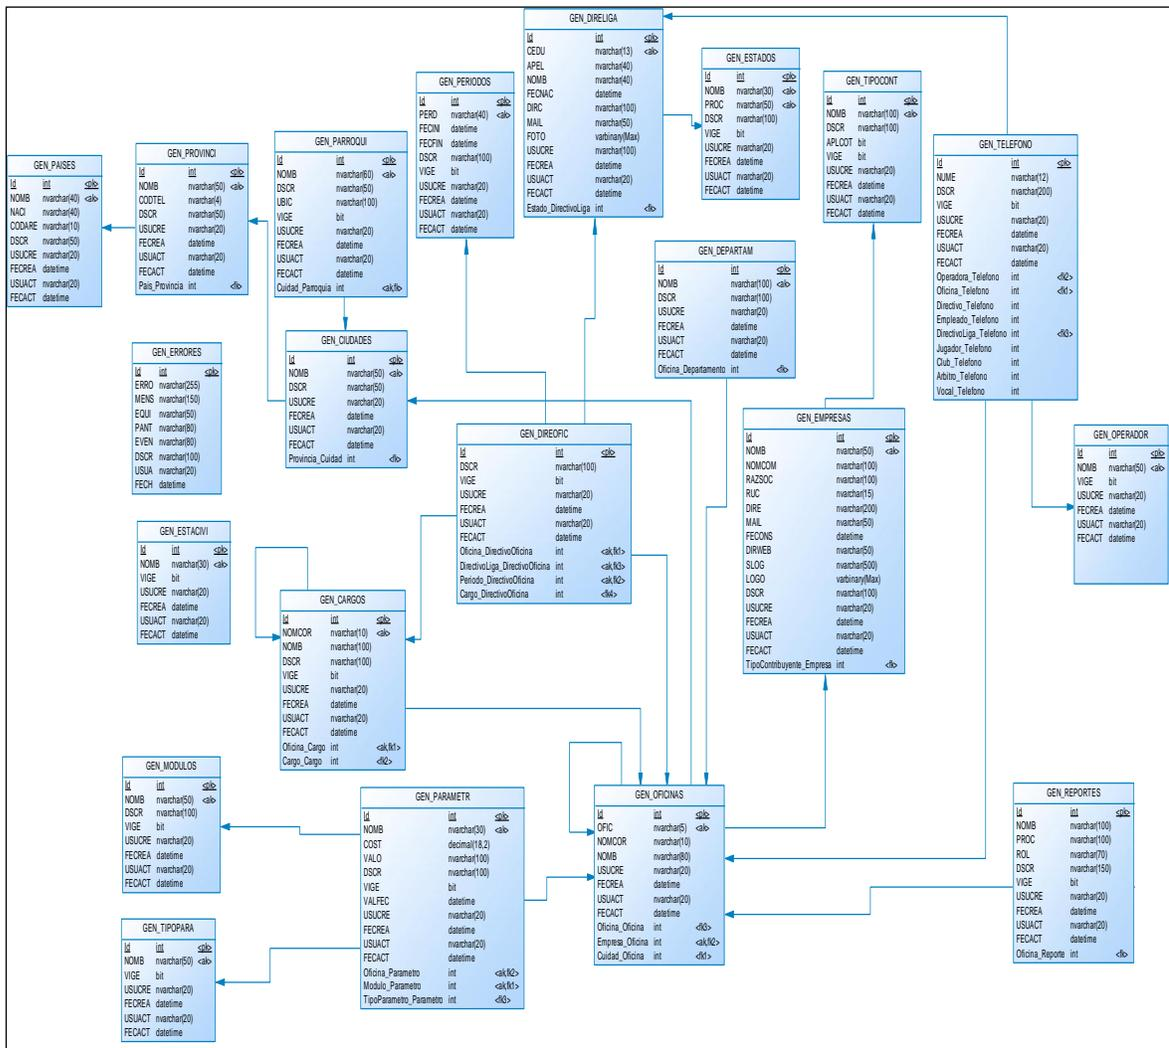 GEN_DIRELIGA
Id int <pk>
CEDU nvarchar(13) <ak>
APEL nvarchar(40)
NOMB nvarchar(40)
FECNAC datetime
DIRC nvarchar(100)
MAIL nvarchar(50)
FOTO varbinary(Max)
USUCRE nvarchar(100)
FECREA datetime
USUACT nvarchar(20)
FECACT datetime
Estado_DirectivoLiga int <fk>
GEN_ESTADOS
Id int <pk>
NOMB nvarchar(30) <ak>
PROC nvarchar(50) <ak>
DSCR nvarchar(100)
VIGE bit
USUCRE nvarchar(20)
FECREA datetime
USUACT nvarchar(20)
FECACT datetime
GEN_PERIODOS
Id int <pk>
PERD nvarchar(40) <ak>
FECINI datetime
FECFIN datetime
DSCR nvarchar(100)
VIGE bit
USUCRE nvarchar(20)
FECREA datetime
USUACT nvarchar(20)
FECACT datetime
GEN_TIPOCONT
Id int <pk>
NOMB nvarchar(100) <ak>
DSCR nvarchar(100)
APLCOT bit
VIGE bit
USUCRE nvarchar(20)
FECREA datetime
USUACT nvarchar(20)
FECACT datetime
GEN_PARROQUI
Id int <pk>
NOMB nvarchar(60) <ak>
DSCR nvarchar(50)
UBIC nvarchar(100)
VIGE bit
USUCRE nvarchar(20)
FECREA datetime
USUACT nvarchar(20)
FECACT datetime
Cuidad_Parroquia int <ak,fk>
GEN_TELEFONO
Id int <pk>
NUME nvarchar(12)
DSCR nvarchar(200)
VIGE bit
USUCRE nvarchar(20)
FECREA datetime
USUACT nvarchar(20)
FECACT datetime
Operadora_Telefono int <fk2>
Oficina_Telefono int <fk1>
Directivo_Telefono int
Empleado_Telefono int
DirectivoLiga_Telefono int <fk3>
Jugador_Telefono int
Club_Telefono int
Arbitro_Telefono int
Vocal_Telefono int
GEN_PROVINCI
Id int <pk>
NOMB nvarchar(50) <ak>
CODTEL nvarchar(4)
DSCR nvarchar(50)
USUCRE nvarchar(20)
FECREA datetime
USUACT nvarchar(20)
FECACT datetime
Pais_Provincia int <fk>
GEN_PAISES
Id int <pk>
NOMB nvarchar(40) <ak>
NACI nvarchar(40)
CODARE nvarchar(10)
DSCR nvarchar(50)
USUCRE nvarchar(20)
FECREA datetime
USUACT nvarchar(20)
FECACT datetime
GEN_DEPARTAM
Id int <pk>
NOMB nvarchar(100) <ak>
DSCR nvarchar(100)
USUCRE nvarchar(20)
FECREA datetime
USUACT nvarchar(20)
FECACT datetime
Oficina_Departamento int <fk>
GEN_CIUDADES
Id int <pk>
NOMB nvarchar(50) <ak>
DSCR nvarchar(50)
USUCRE nvarchar(20)
FECREA datetime
USUACT nvarchar(20)
FECACT datetime
Provincia_Cuidad int <fk>
GEN_ERRORES
Id int <pk>
ERRO nvarchar(255)
MENS nvarchar(150)
EQUI nvarchar(50)
PANT nvarchar(80)
EVEN nvarchar(80)
DSCR nvarchar(100)
USUA nvarchar(20)
FECH datetime
GEN_EMPRESAS
Id int <pk>
NOMB nvarchar(50) <ak>
NOMCOM nvarchar(100)
RAZSOC nvarchar(100)
RUC nvarchar(15)
DIRE nvarchar(200)
MAIL nvarchar(50)
FECONS datetime
DIRWEB nvarchar(50)
SLOG nvarchar(500)
LOGO varbinary(Max)
DSCR nvarchar(100)
USUCRE nvarchar(20)
FECREA datetime
USUACT nvarchar(20)
FECACT datetime
TipoContribuyente_Empresa int <fk>
GEN_DIREOFIC
Id int <pk>
DSCR nvarchar(100)
VIGE bit
USUCRE nvarchar(20)
FECREA datetime
USUACT nvarchar(20)
FECACT datetime
Oficina_DirectivoOficina int <ak,fk1>
DirectivoLiga_DirectivoOficina int <ak,fk3>
Periodo_DirectivoOficina int <ak,fk2>
Cargo_DirectivoOficina int <fk4>
GEN_OPERADOR
Id int <pk>
NOMB nvarchar(50) <ak>
VIGE bit
USUCRE nvarchar(20)
FECREA datetime
USUACT nvarchar(20)
FECACT datetime
GEN_ESTACIVI
Id int <pk>
NOMB nvarchar(30) <ak>
VIGE bit
USUCRE nvarchar(20)
FECREA datetime
USUACT nvarchar(20)
FECACT datetime
GEN_CARGOS
Id int <pk>
NOMCOR nvarchar(10) <ak>
NOMB nvarchar(100)
DSCR nvarchar(100)
VIGE bit
USUCRE nvarchar(20)
FECREA datetime
USUACT nvarchar(20)
FECACT datetime
Oficina_Cargo int <ak,fk1>
Cargo_Cargo int <fk2>
GEN_MODULOS
Id int <pk>
NOMB nvarchar(50) <ak>
DSCR nvarchar(100)
VIGE bit
USUCRE nvarchar(20)
FECREA datetime
USUACT nvarchar(20)
FECACT datetime
GEN_PARAMETR
Id int <pk>
NOMB nvarchar(30) <ak>
COST decimal(18,2)
VALO nvarchar(100)
DSCR nvarchar(100)
VIGE bit
VALFEC datetime
USUCRE nvarchar(20)
FECREA datetime
USUACT nvarchar(20)
FECACT datetime
Oficina_Parametro int <ak,fk2>
Modulo_Parametro int <ak,fk1>
TipoParametro_Parametro int <fk3>
GEN_OFICINAS
Id int <pk>
OFIC nvarchar(5) <ak>
NOMCOR nvarchar(10)
NOMB nvarchar(80)
USUCRE nvarchar(20)
FECREA datetime
USUACT nvarchar(20)
FECACT datetime
Oficina_Oficina int <fk3>
Empresa_Oficina int <ak,fk2>
Cuidad_Oficina int <fk1>
GEN_REPORTES
Id int <pk>
NOMB nvarchar(100)
PROC nvarchar(100)
ROL nvarchar(70)
DSCR nvarchar(150)
VIGE bit
USUCRE nvarchar(20)
FECREA datetime
USUACT nvarchar(20)
FECACT datetime
Oficina_Reporte int <fk>
GEN_TIPOPARA
Id int <pk>
NOMB nvarchar(50) <ak>
VIGE bit
USUCRE nvarchar(20)
FECREA datetime
USUACT nvarchar(20)
FECACT datetime